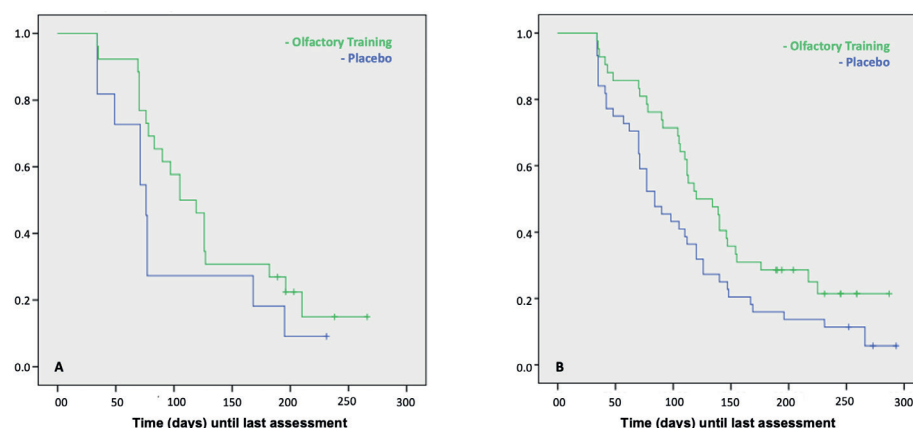 1.0
0.8
0.6
0.4
0.2
0.0
- Olfactory Training
- Placebo
A
00 50 100 150 200 250 300
Time (days) until last assessment
1.0
0.8
0.6
0.4
0.2
0.0
- Olfactory Training
- Placebo
B
00 50 100 150 200 250 300
Time (days) until last assessment